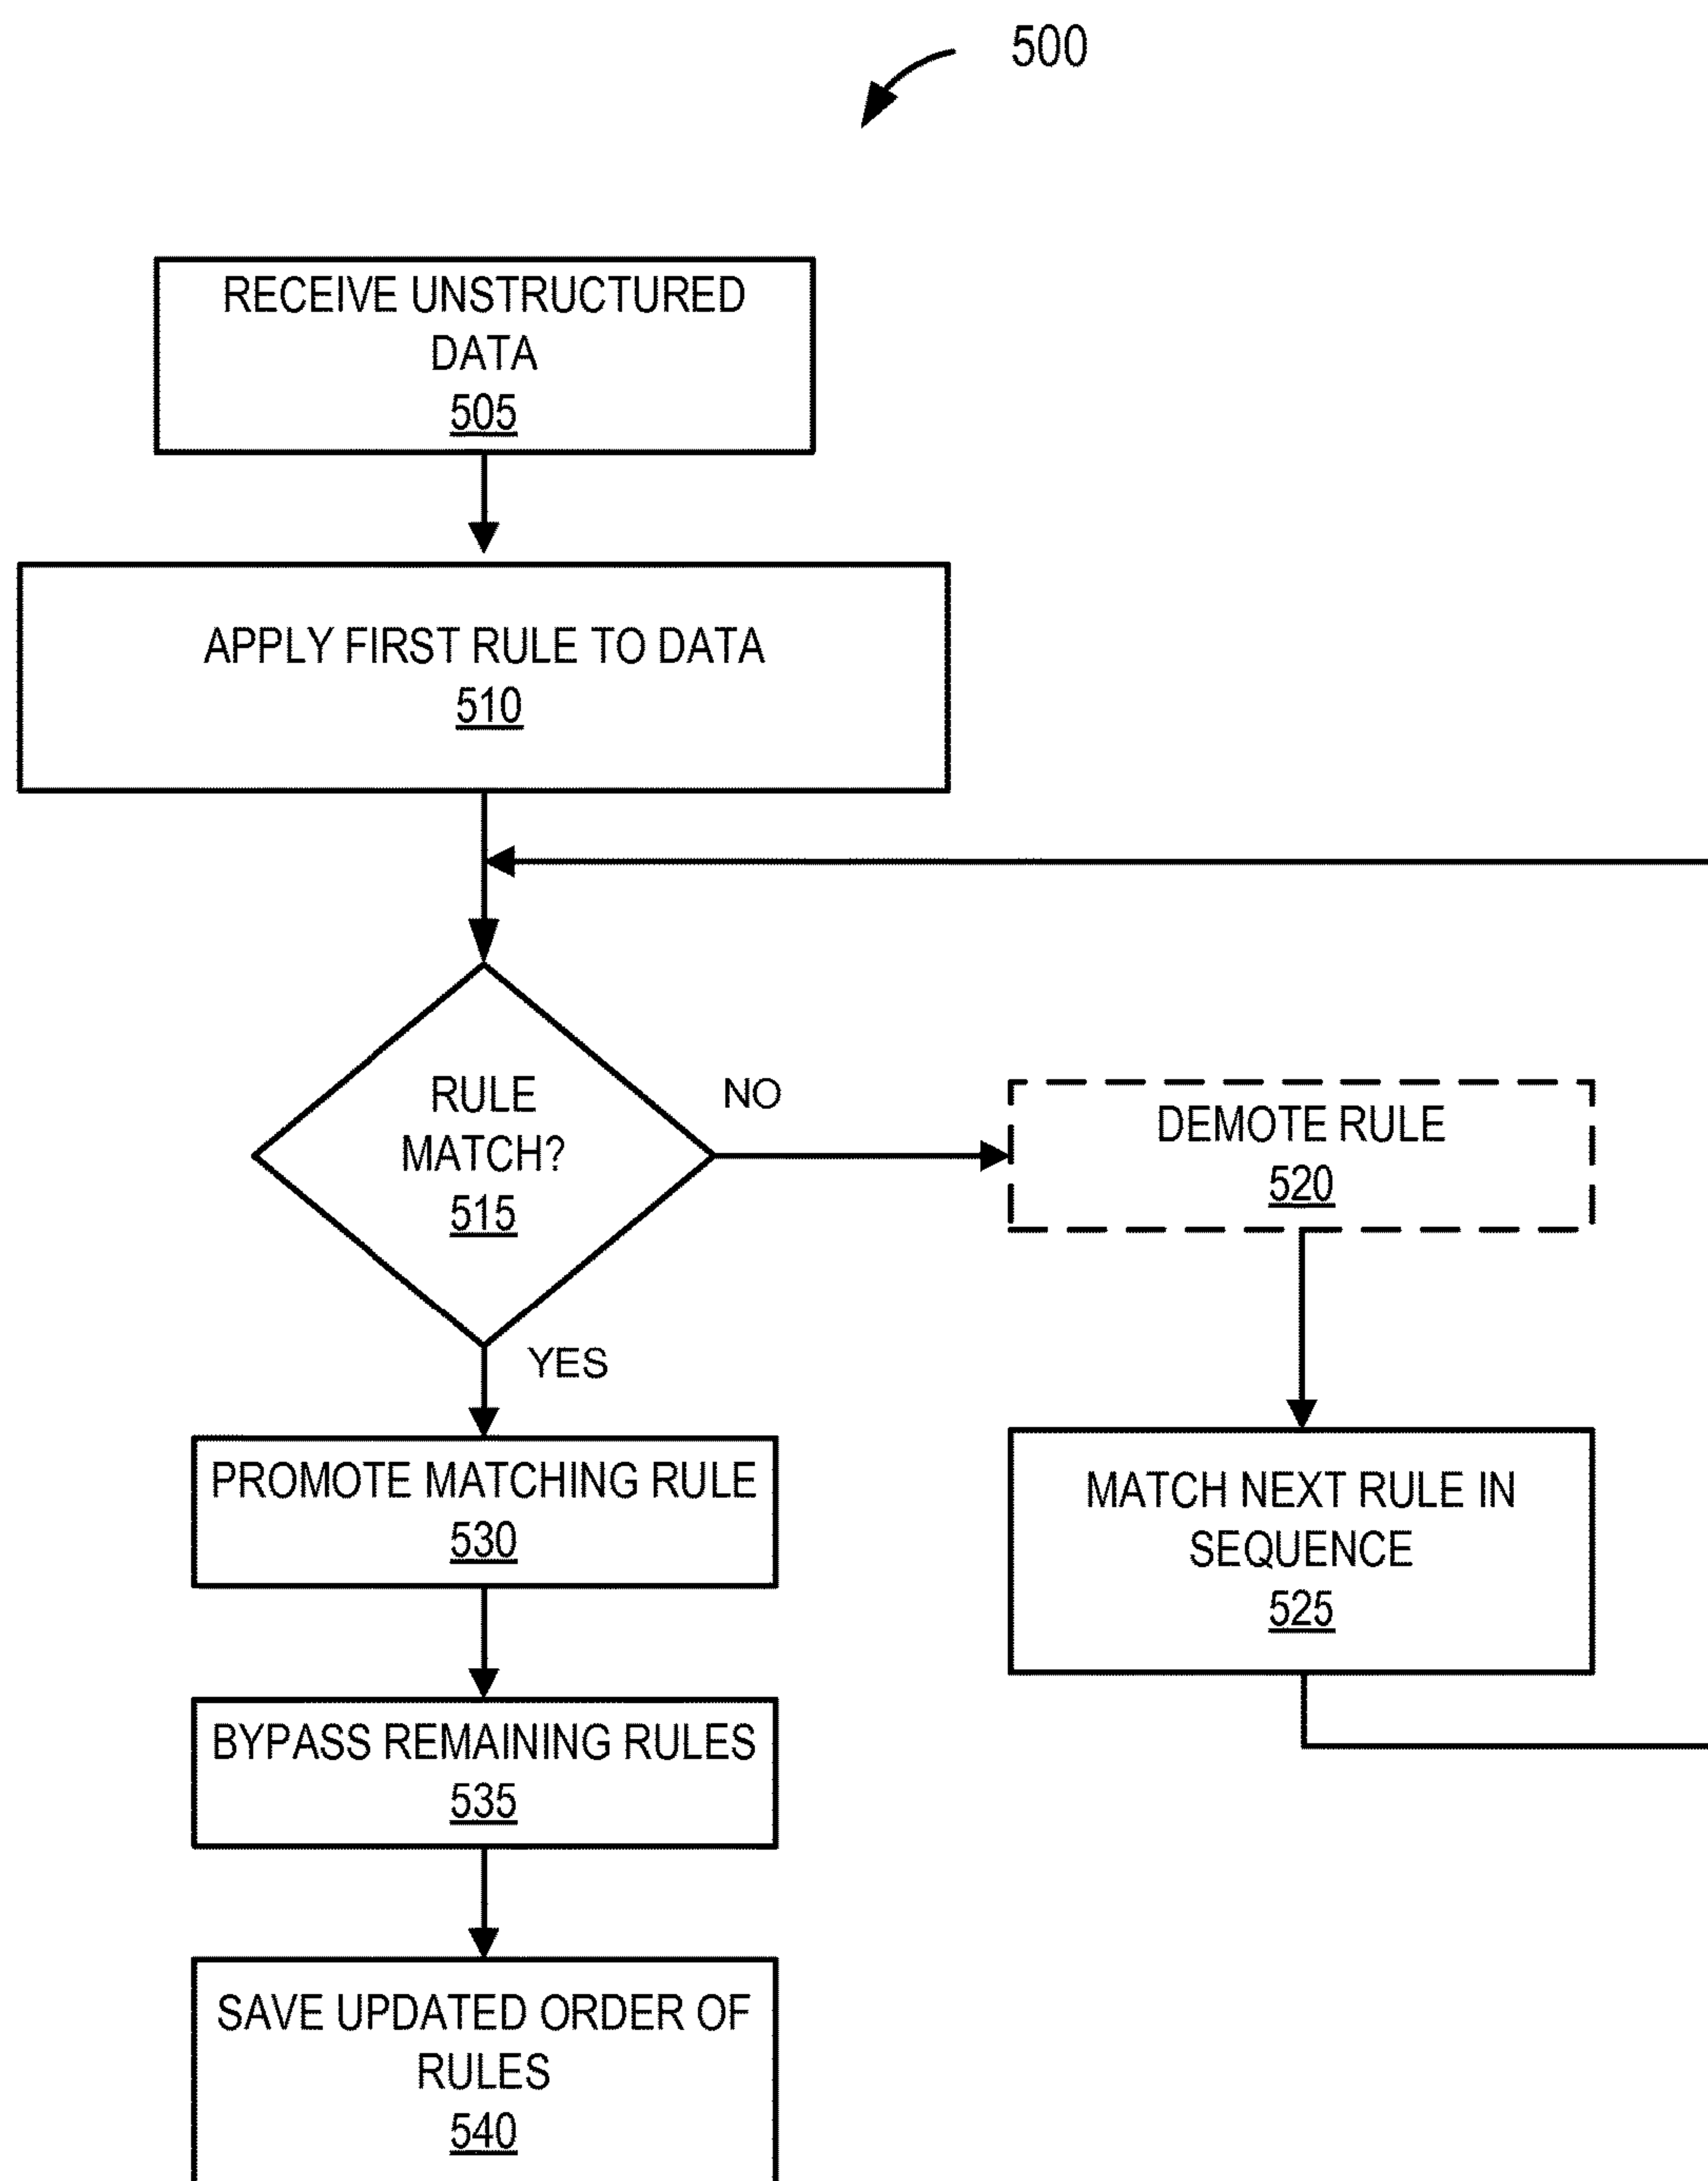 500
RECEIVE UNSTRUCTURED
DATA
505
APPLY FIRST RULE TO DATA
510
RULE
MATCH?
515
NO
DEMOTE RULE
520
YES
PROMOTE MATCHING RULE
530
MATCH NEXT RULE IN
SEQUENCE
525
BYPASS REMAINING RULES
535
SAVE UPDATED ORDER OF
RULES
540